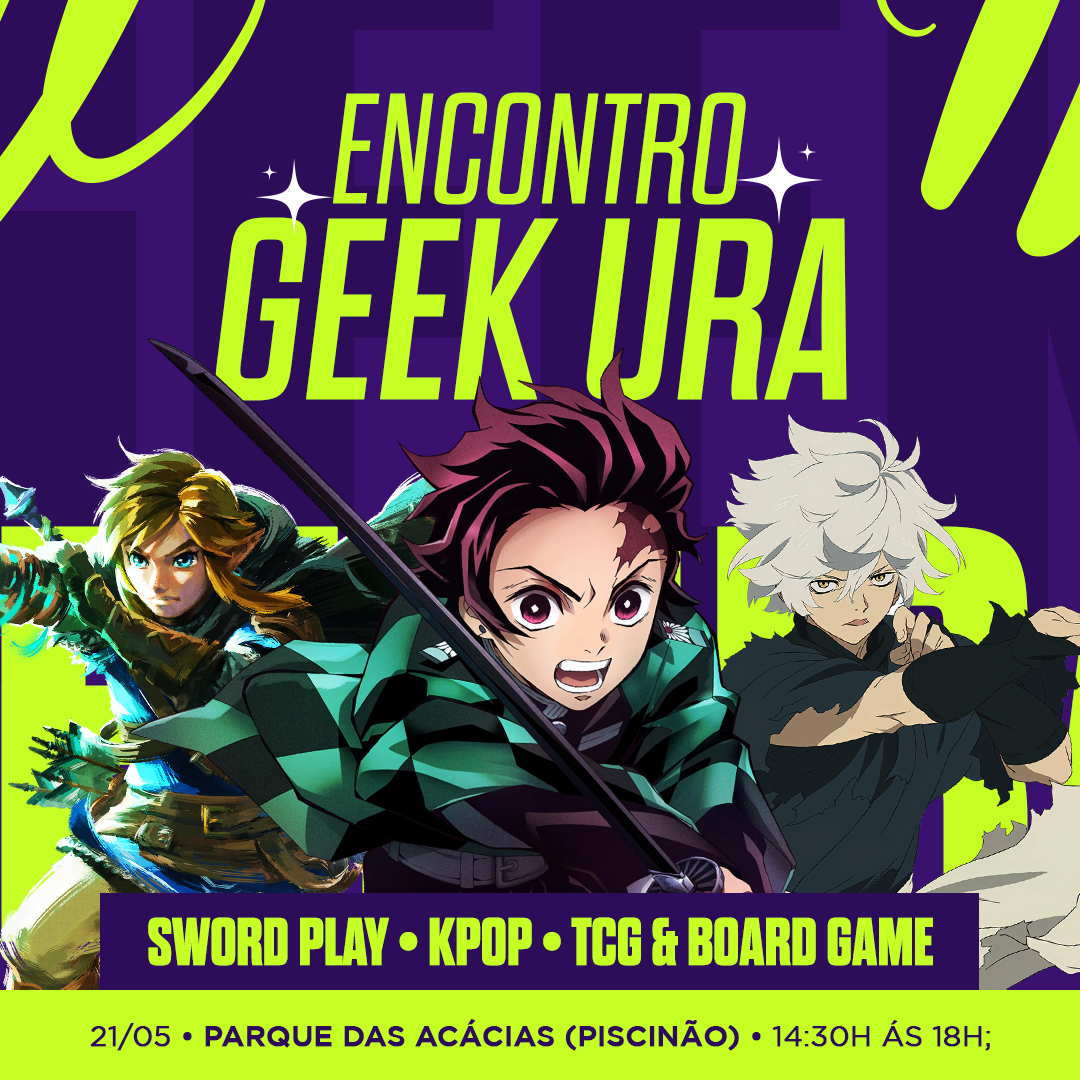 ENCONTRO
GEEK URA
SWORD PLAY • KPOP • TCG & BOARD GAME
21/05 • PARQUE DAS ACÁCIAS (PISCINÃO) • 14:30H ÁS 18H;